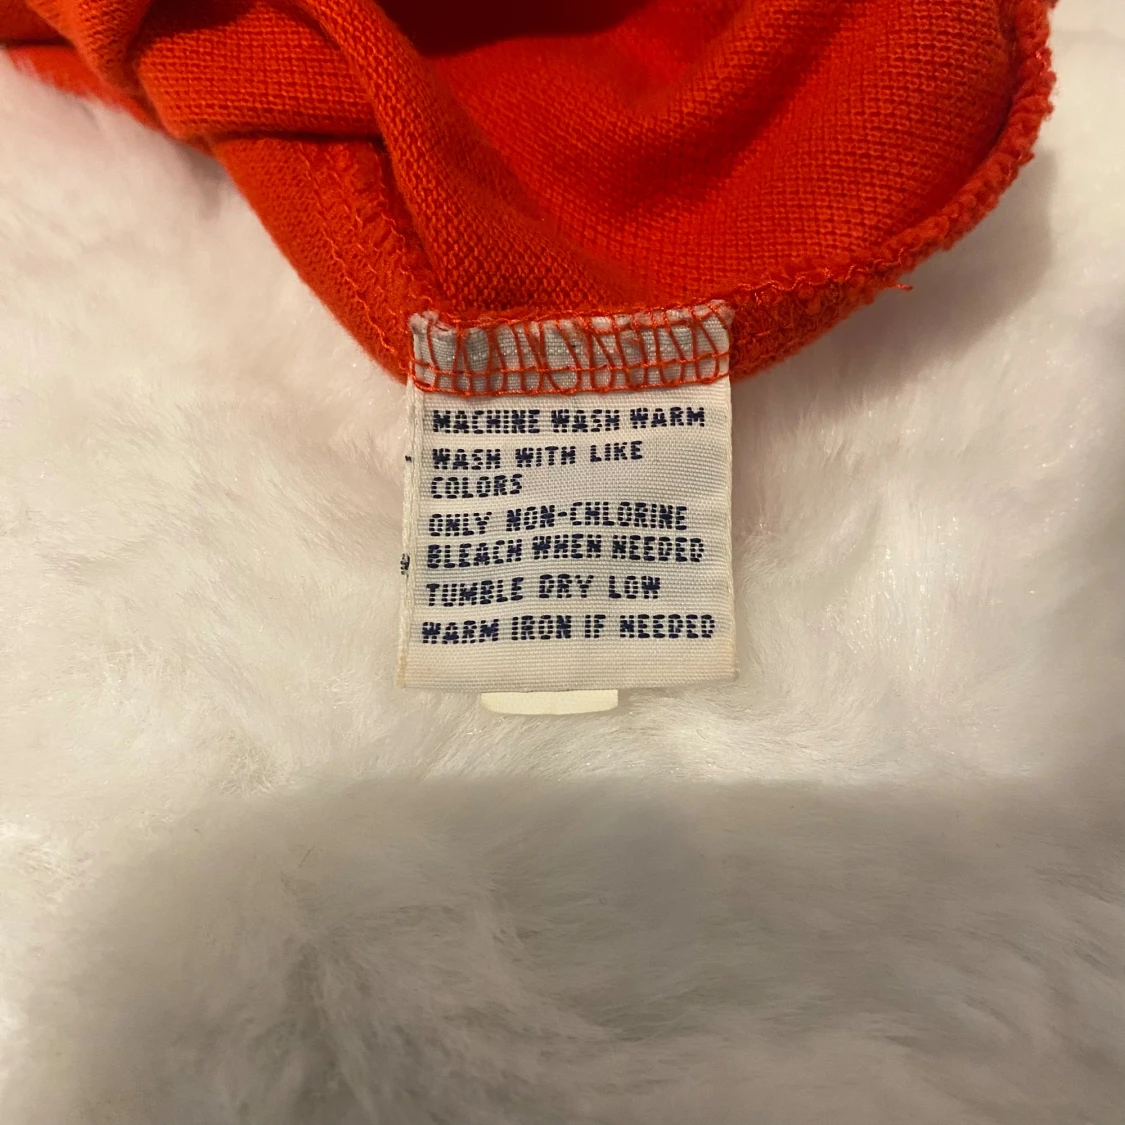 MACHINE WASH WARM
WASH WITH LIKE
COLORS
ONLY NON-CHLORINE
BLEACH WHEN NEEDED
TUMBLE DRY LOW
WARM IRON IF NEEDED